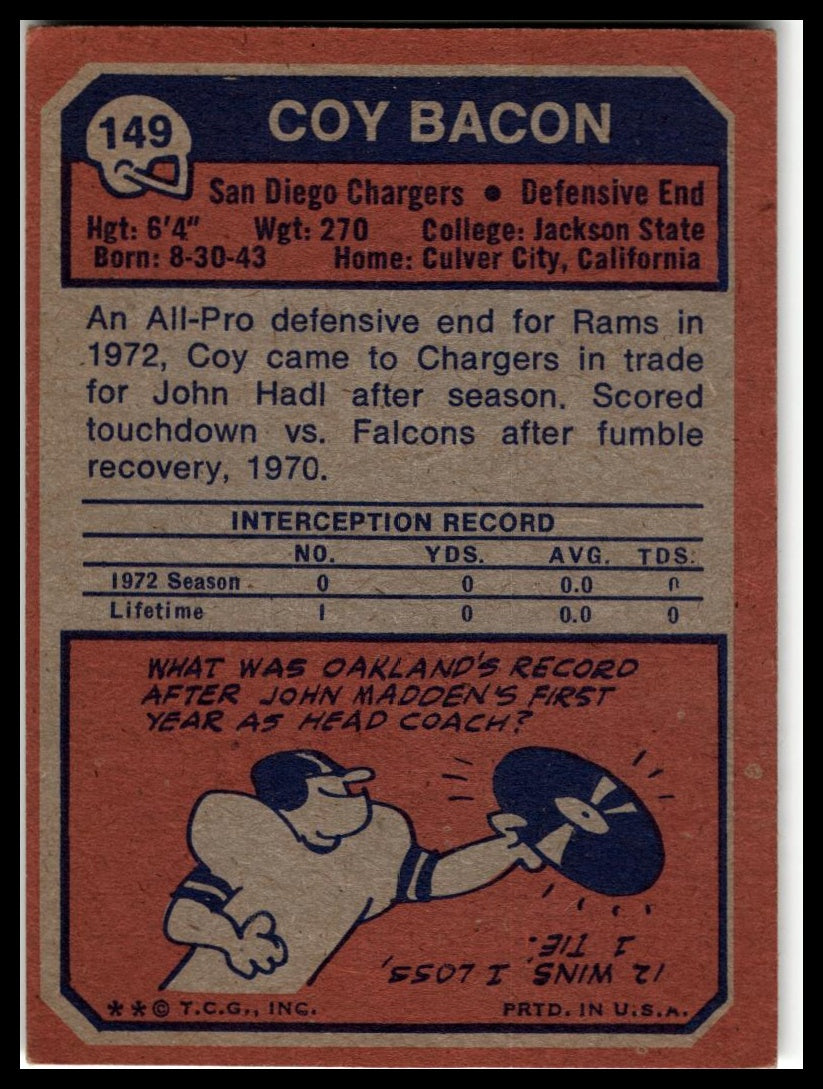 149
COY BACON
San Diego Chargers • Defensive End
Hgt: 6'4" Wgt: 270 College: Jackson State
Born: 8-30-43 Home: Culver City, California
An All-Pro defensive end for Rams in
1972, Coy came to Chargers in trade
for John Hadl after season. Scored
touchdown vs. Falcons after fumble
recovery, 1970.
INTERCEPTION RECORD
NO. YDS. AVG. TDS.
1972 Season 0 0 0.0 0
Lifetime 1 0 0.0 0
WHAT WAS OAKLAND'S RECORD
AFTER JOHN MADDEN'S FIRST
YEAR AS HEAD COACH?
12 WINS, 1 LOSS,
1 TIE.
**© T.C.G., INC. PRTD. IN U.S.A.